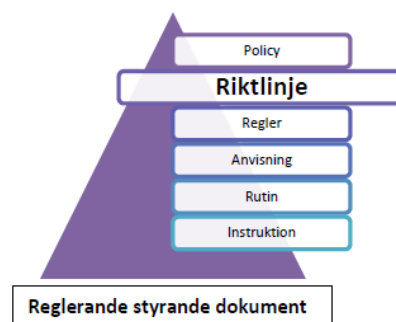 Policy
Riktlinje
Regler
Anvisning
Rutin
Instruktion
Reglerande styrande dokument